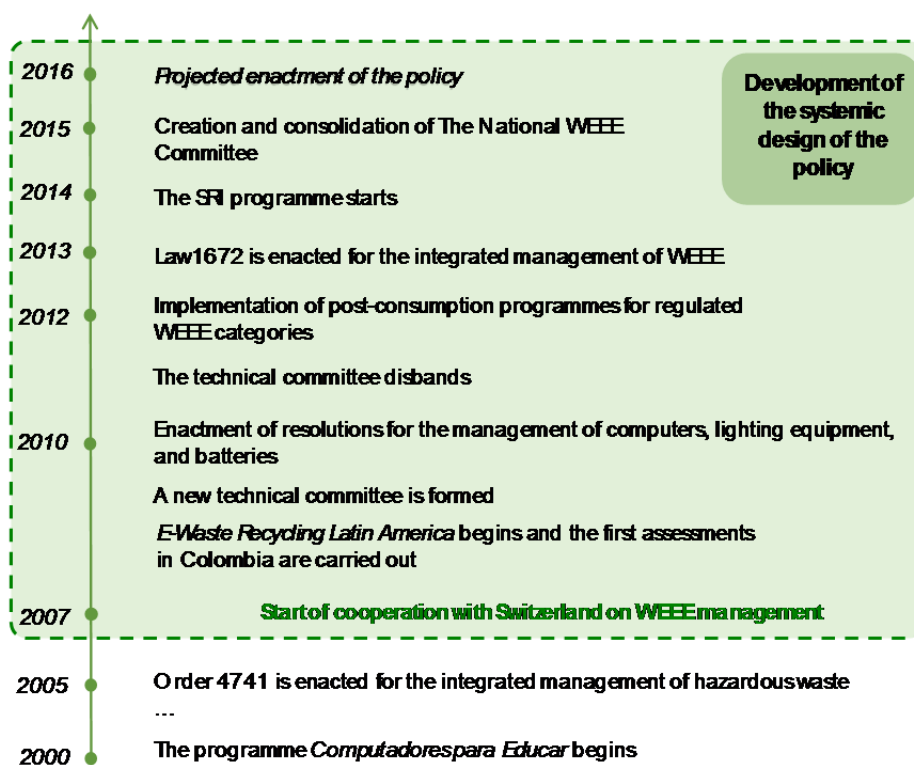 2016
Projected enactment of the policy
Development of
the systemic
design of the
policy
2015
Creation and consolidation of The National WEEE
Committee
2014
The SRI programme starts
2013
Law1672 is enacted for the integrated management of WEEE
2012
Implementation of post-consumption programmes for regulated
WEEE categories
The technical committee disbands
2010
Enactment of resolutions for the management of computers, lighting equipment,
and batteries
A new technical committee is formed
E-Waste Recycling Latin America begins and the first assessments
in Colombia are carried out
2007
Start of cooperation with Switzerland on WEEE management
2005
Order 4741 is enacted for the integrated management of hazardous waste
...
2000
The programme Computadores para Educar begins